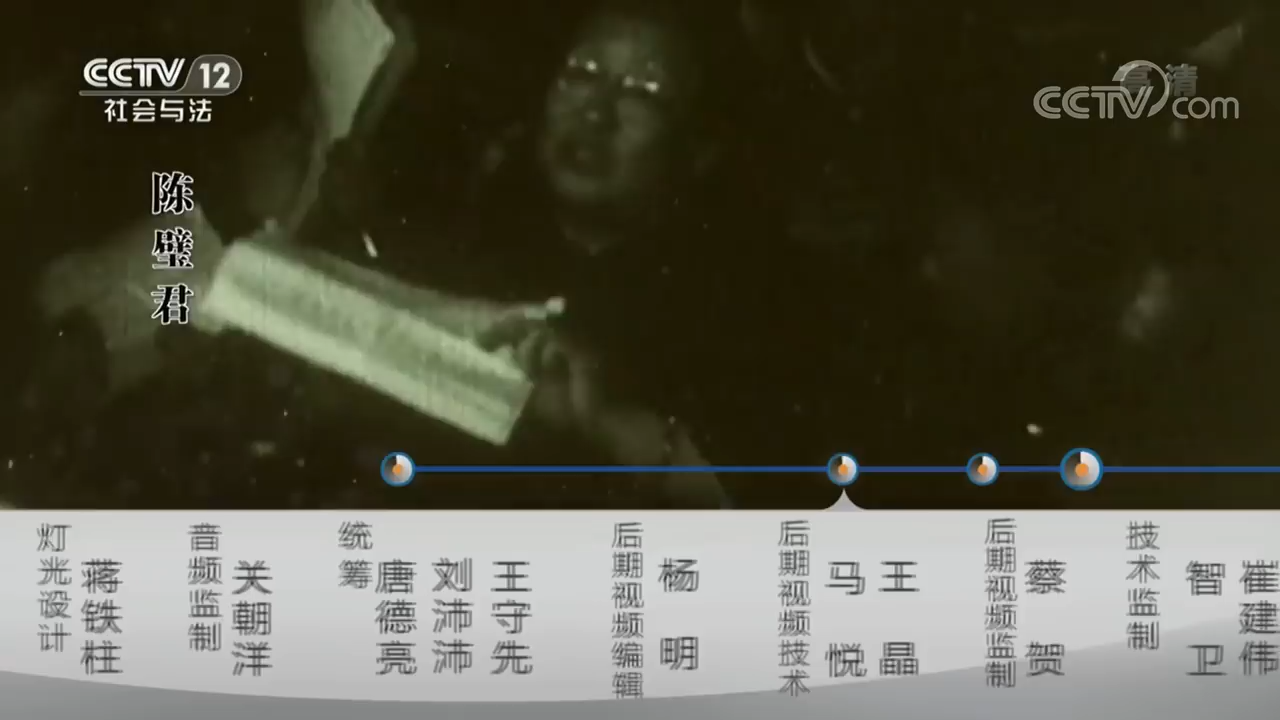 CCTV 12
社会与法
高清
CCTV com
陈璧君
灯光设计
蒋铁柱
音频监制
关朝洋
统筹
唐德亮
刘沛沛
王守先
后期视频编辑
杨明
后期视频技术
马悦
王晶
后期视频监制
蔡贺
技术监制
智卫
崔建伟